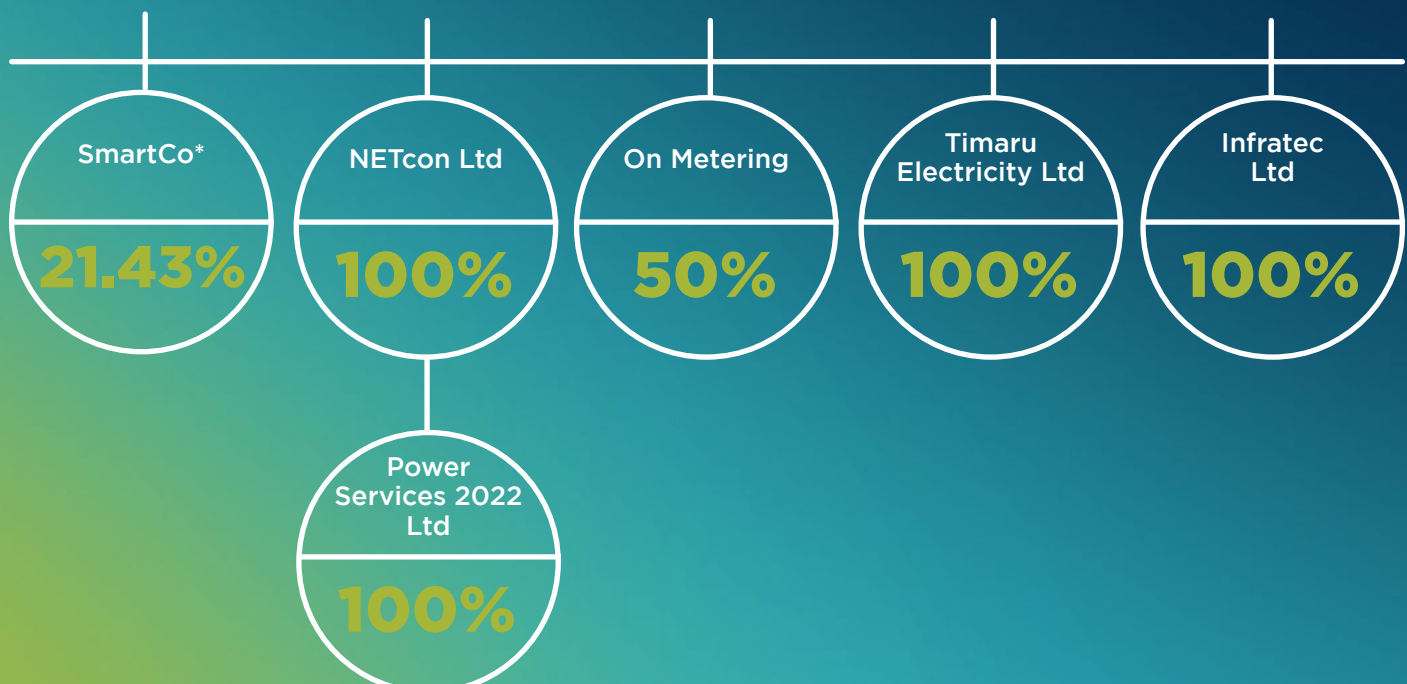 SmartCo*
21.43%
NETcon Ltd
100%
On Metering
50%
Timaru
Electricity Ltd
100%
Infratec
Ltd
100%
Power
Services 2022
Ltd
100%